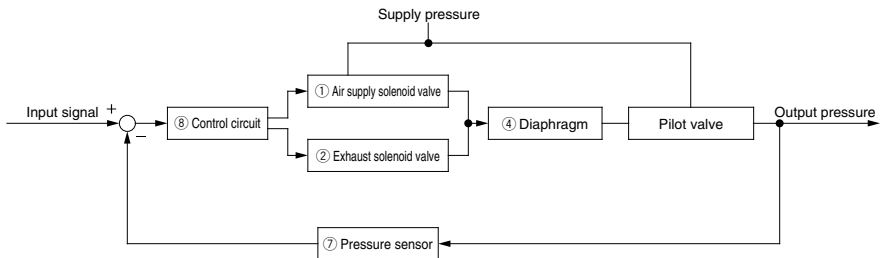 Supply pressure
① Air supply solenoid valve
Input signal
+
Output pressure
⑧ Control circuit
④ Diaphragm
Pilot valve
−
② Exhaust solenoid valve
⑦ Pressure sensor